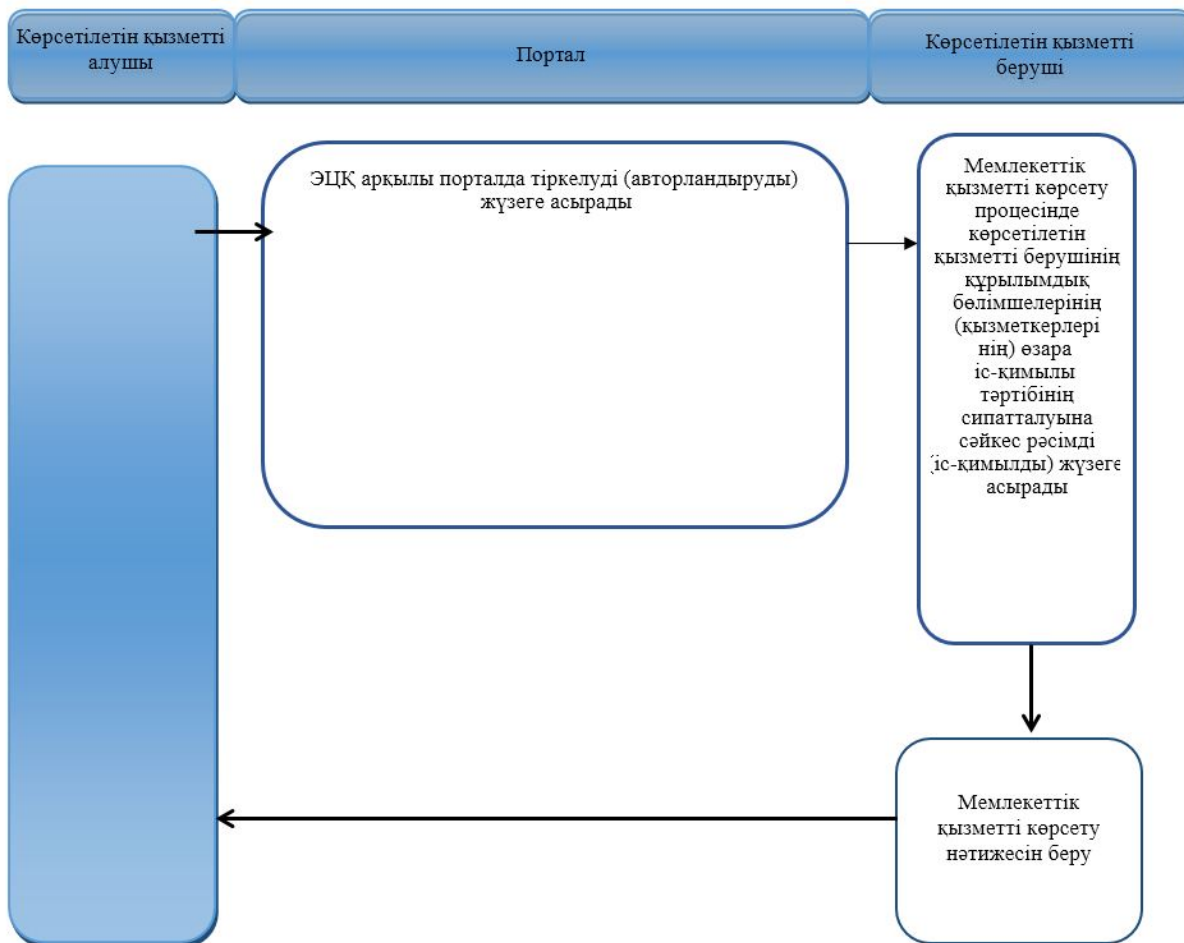 Көрсетілетін қызметті
алушы
Портал
Көрсетілетін қызметті
беруші
ЭЦҚ арқылы порталда тіркелуді (авторландыруды)
жүзеге асырады
Мемлекеттік
қызметті көрсету
процесінде
көрсетілетін
қызметті берушінің
құрылымдық
бөлімшелерінің
(қызметкерлері
нің) өзара
іс-қимылы
тәртібінің
сипатталуына
сәйкес рәсімді
(іс-қимылды) жүзеге
асырады
Мемлекеттік
қызметті көрсету
нәтижесін беру